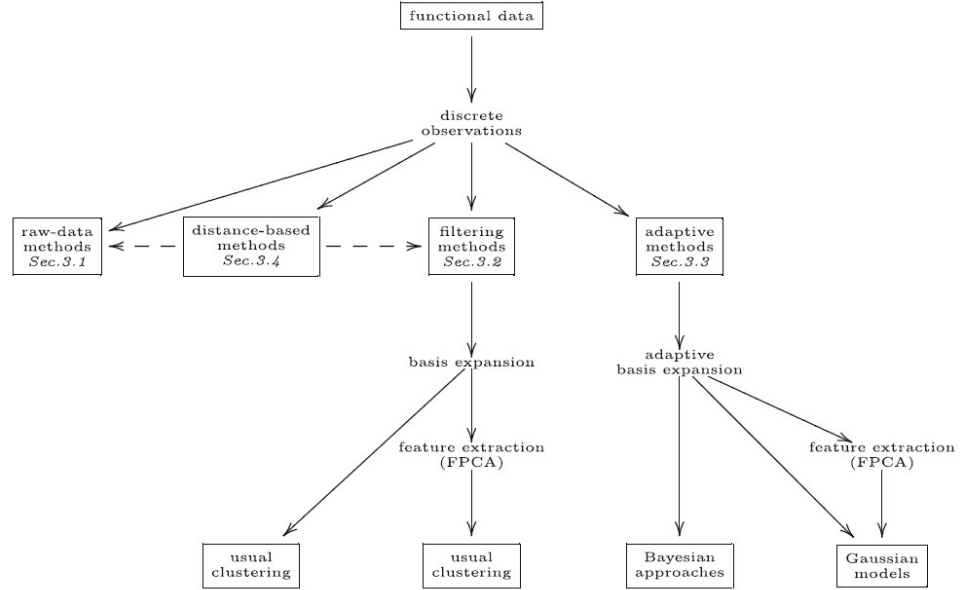 functional data
discrete
observations
raw-data
methods
Sec.3.1
distance-based
methods
Sec.3.4
filtering
methods
Sec.3.2
adaptive
methods
Sec.3.3
basis expansion
adaptive
basis expansion
feature extraction
(FPCA)
feature extraction
(FPCA)
usual
clustering
usual
clustering
Bayesian
approaches
Gaussian
models